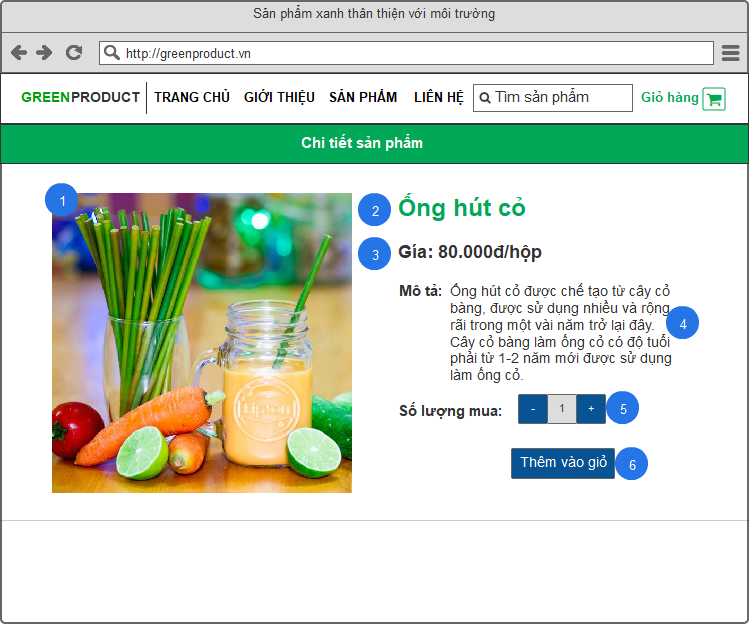 Sản phẩm xanh thân thiện với môi trường
http://greenproduct.vn
GREENPRODUCT TRANG CHỦ GIỚI THIỆU SẢN PHẨM LIÊN HỆ Tìm sản phẩm Giỏ hàng
Chi tiết sản phẩm
1
2 Ống hút cỏ
3 Gía: 80.000đ/hộp
Mô tả: Ống hút cỏ được chế tạo từ cây cỏ
bàng, được sử dụng nhiều và rộng
rãi trong một vài năm trở lại đây.
Cây cỏ bàng làm ống cỏ có độ tuổi
phải từ 1-2 năm mới được sử dụng
làm ống cỏ.
4
Số lượng mua: - 1 + 5
Thêm vào giỏ 6
Lipton